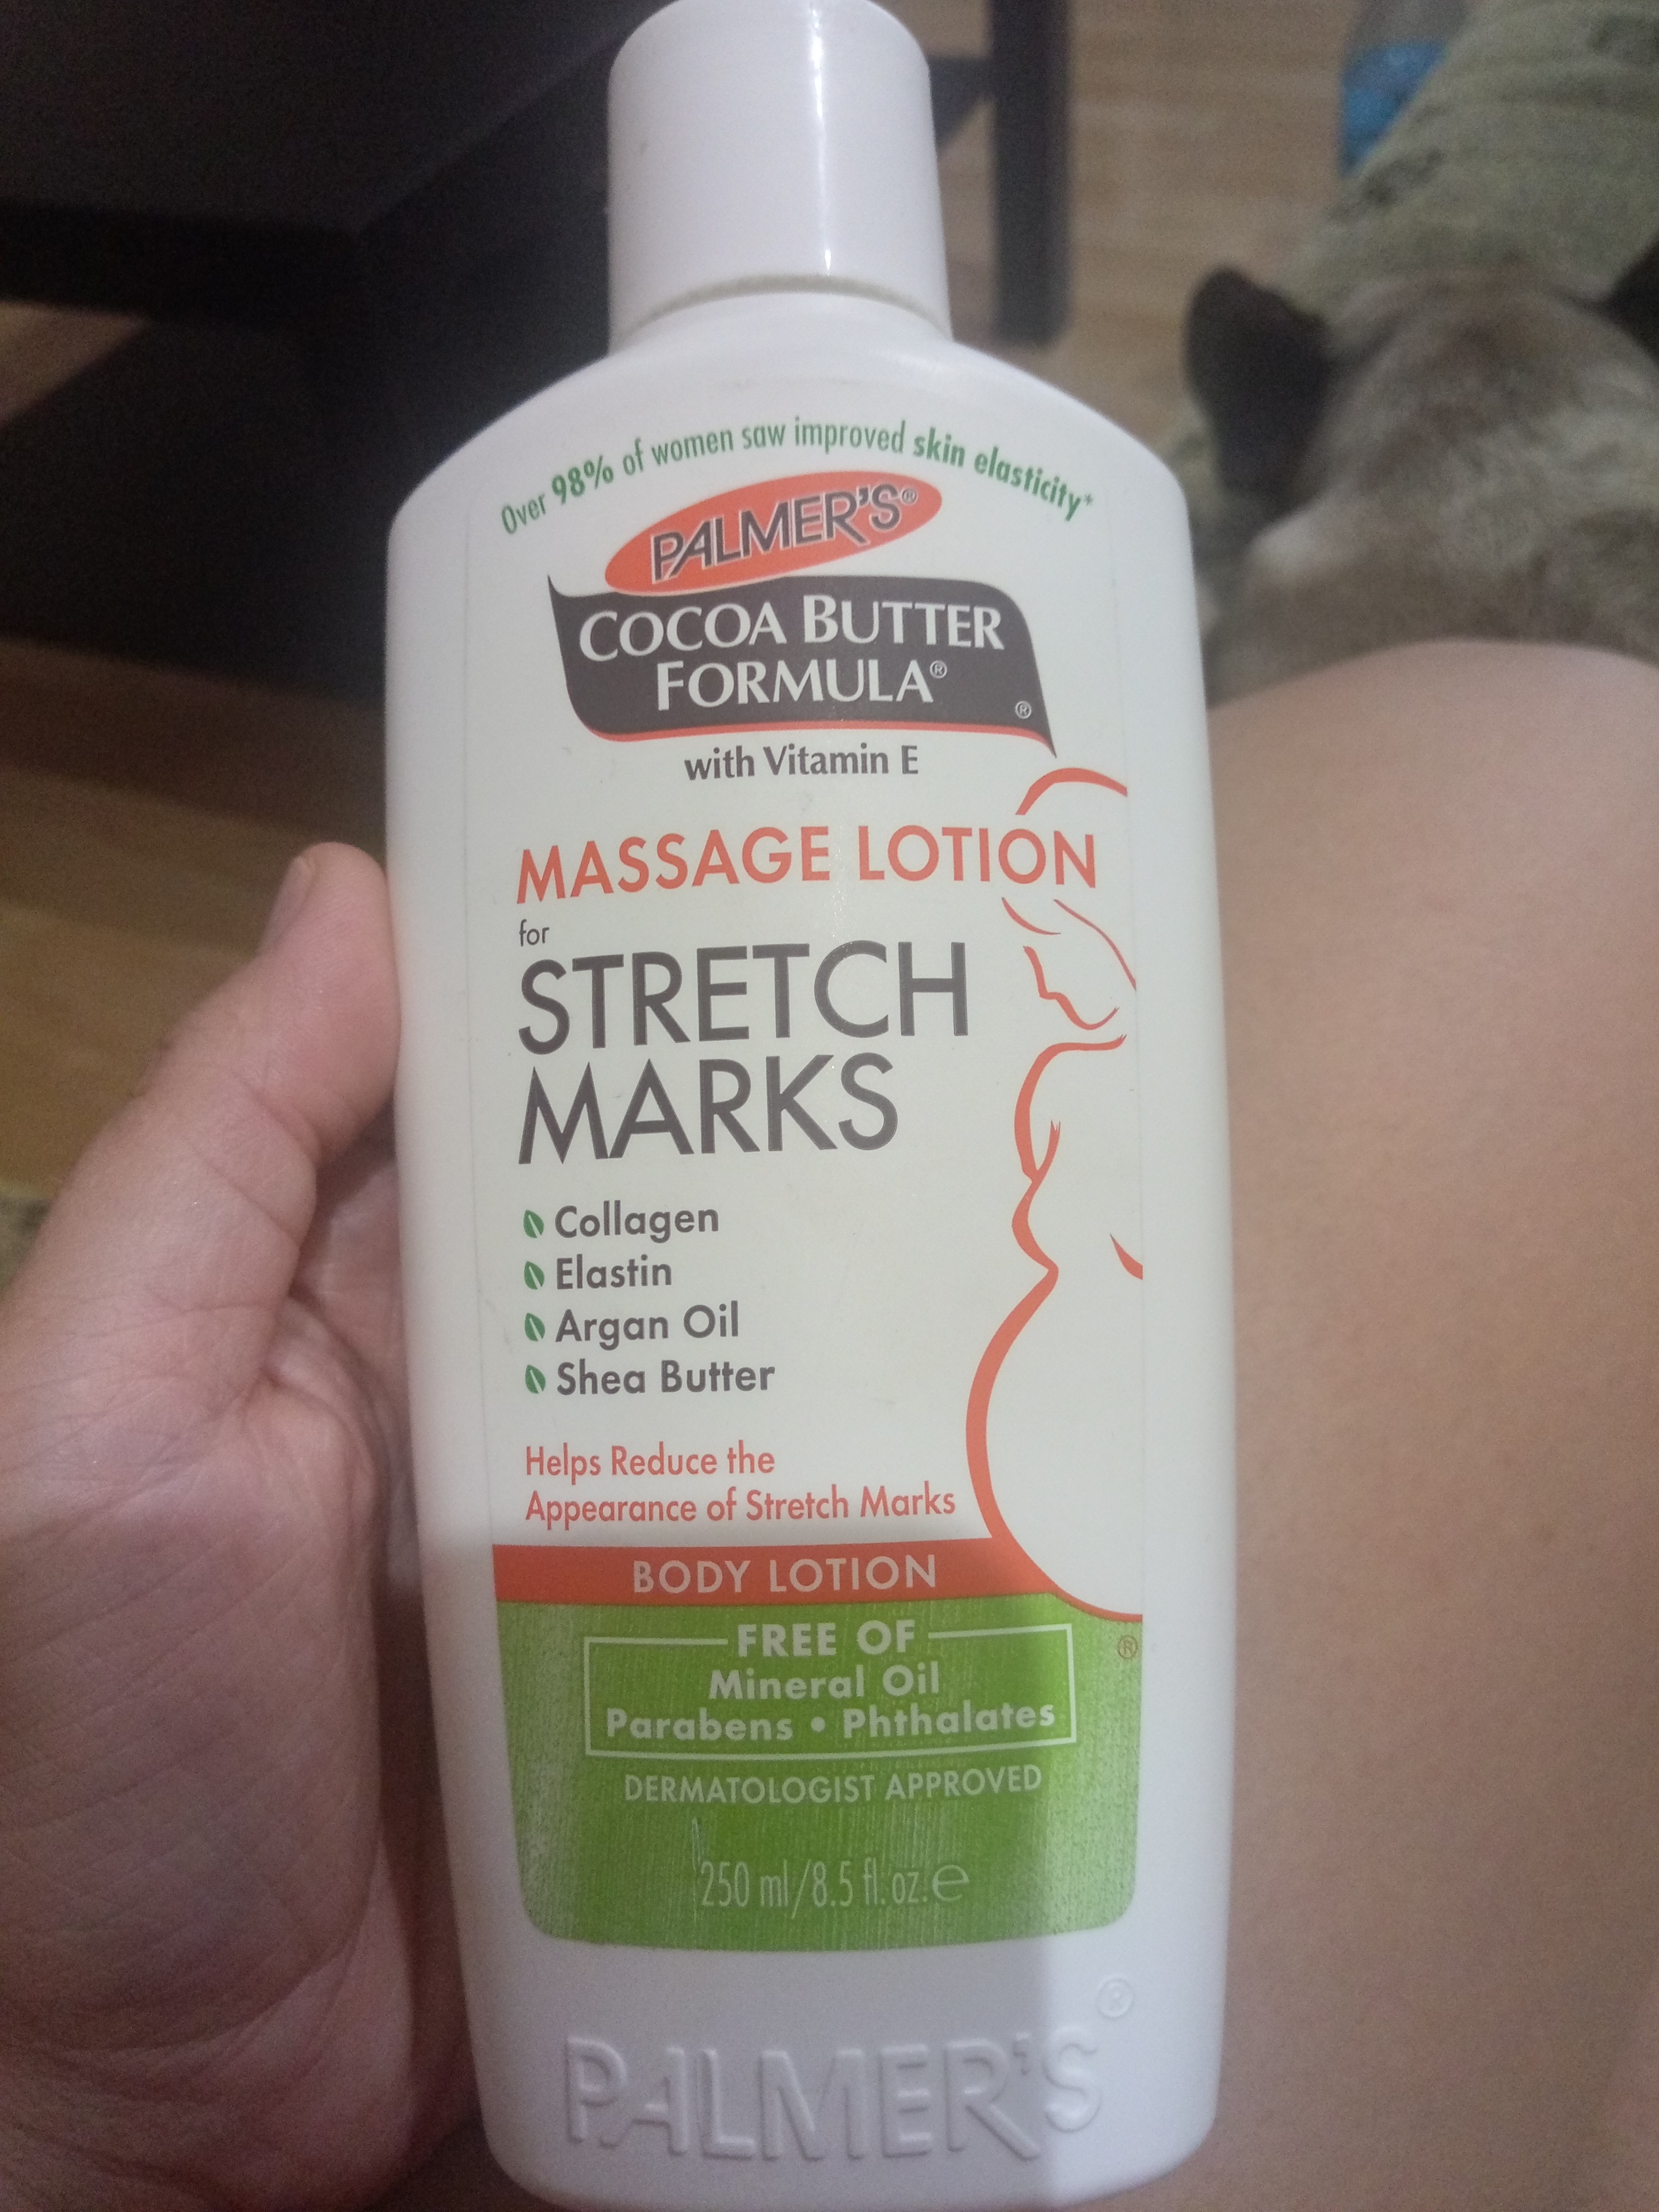 Over 98% of women saw improved skin elasticity*
PALMER'S®
COCOA BUTTER
FORMULA®
®
with Vitamin E
MASSAGE LOTION
for
STRETCH
MARKS
Collagen
Elastin
Argan Oil
Shea Butter
Helps Reduce the
Appearance of Stretch Marks
BODY LOTION
FREE OF
Mineral Oil
Parabens • Phthalates
®
DERMATOLOGIST APPROVED
250 ml/8.5 fl.oz.℮
PALMER'S®